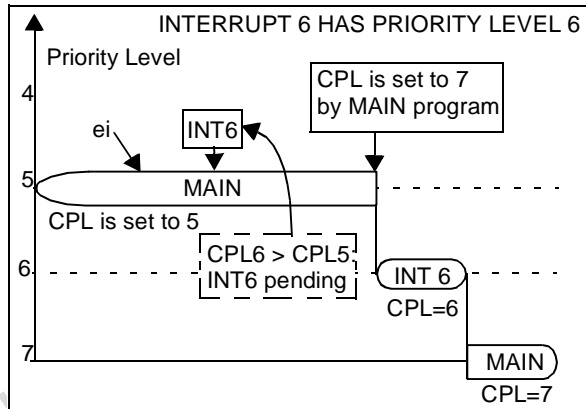 INTERRUPT 6 HAS PRIORITY LEVEL 6
Priority Level
CPL is set to 7
by MAIN program
4
ei
INT6
5
MAIN
CPL is set to 5
CPL6 > CPL5:
INT6 pending
6
INT 6
CPL=6
7
MAIN
CPL=7